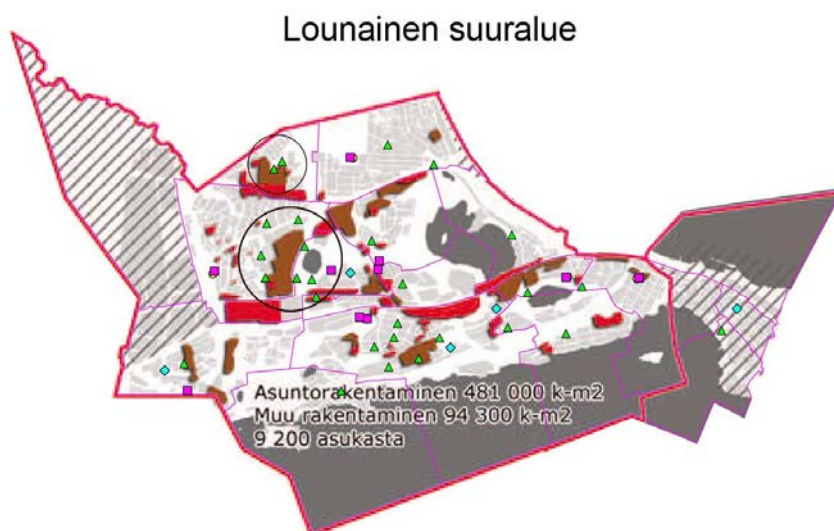 Lounainen suuralue
Asuntorakentaminen 481 000 k-m2
Muu rakentaminen 94 300 k-m2
9 200 asukasta